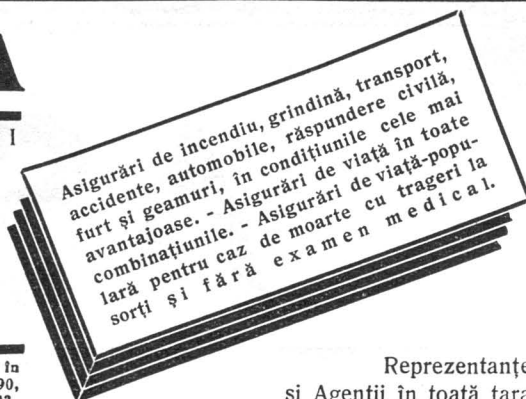 I
Asigurări de incendiu, grindină, transport,
accidente, automobile, răspundere civilă,
furt și geamuri, în condițiunile cele mai
avantajoase. - Asigurări de viață în toate
combinațiunile. - Asigurări de viață-popu-
lară pentru caz de moarte cu trageri la
sorți și fără examen medical.
în
90,
Reprezentanțe
și Agenții în toată țara